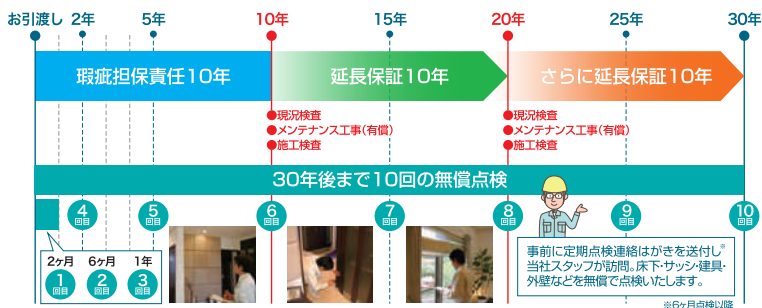 お引渡し 2年 5年 10年 15年 20年 25年 30年
瑕疵担保責任10年 延長保証10年 さらに延長保証10年
●現況検査
●メンテナンス工事(有償)
●施工検査
●現況検査
●メンテナンス工事(有償)
●施工検査
30年後まで10回の無償点検
4回目 5回目 6回目 7回目 8回目 9回目 10回目
2ヶ月 6ヶ月 1年
1回目 2回目 3回目
事前に定期点検連絡はがきを送付し※
当社スタッフが訪問。床下・サッシ・建具・
外壁などを無償で点検いたします。
※6ヶ月点検以降